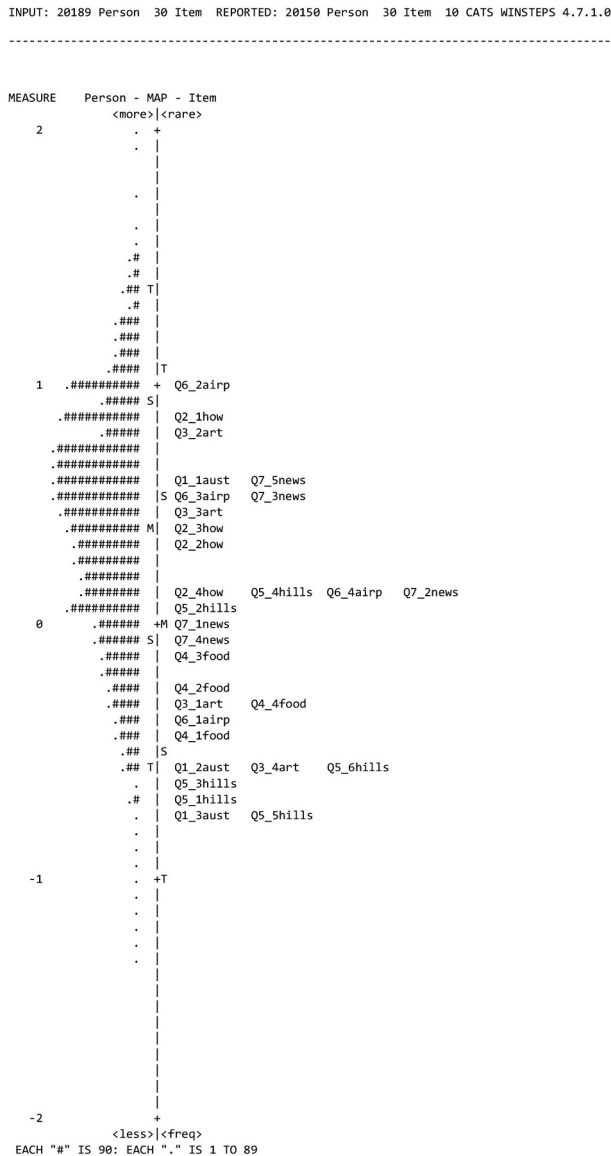 INPUT: 20189 Person  30 Item  REPORTED: 20150 Person  30 Item  10 CATS WINSTEPS 4.7.1.0
--------------------------------------------------------------------------------
MEASURE    Person - MAP - Item
               <more>|<rare>
    2             .  +
                  .  |
                     |
                     |
                  .  |
                     |
                  .  |
                  .  |
                 .#  |
                 .#  |
                .## T|
                 .#  |
               .###  |
               .###  |
               .###  |
              .####  |T
    1   .##########  +  Q6_2airp
             .##### S|
       .###########  |  Q2_1how
             .#####  |  Q3_2art
      .############  |
      .############  |
      .############  |  Q1_1aust   Q7_5news
      .############  |S Q6_3airp   Q7_3news
       .###########  |  Q3_3art
        .########## M|  Q2_3how
         .#########  |  Q2_2how
         .#########  |
          .########  |
          .########  |  Q2_4how    Q5_4hills  Q6_4airp   Q7_2news
        .##########  |  Q5_2hills
    0       .######  +M Q7_1news
            .###### S|  Q7_4news
             .#####  |  Q4_3food
             .#####  |
              .####  |  Q4_2food
              .####  |  Q3_1art    Q4_4food
               .###  |  Q6_1airp
               .###  |  Q4_1food
                .##  |S
                .## T|  Q1_2aust   Q3_4art    Q5_6hills
                  .  |  Q5_3hills
                 .#  |  Q5_1hills
                  .  |  Q1_3aust   Q5_5hills
                  .  |
                  .  |
                  .  |
   -1             .  +T
                  .  |
                  .  |
                  .  |
                  .  |
                  .  |
                     |
                     |
                     |
                     |
                     |
                     |
                     |
                     |
                     |
   -2                +
               <less>|<freq>
 EACH "#" IS 90: EACH "." IS 1 TO 89